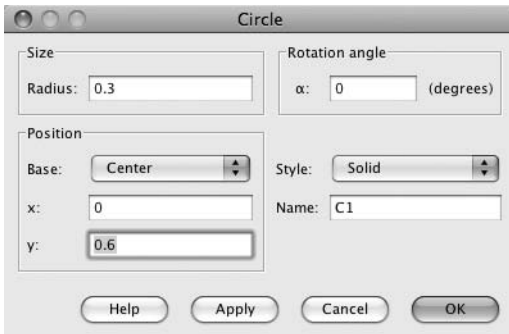 Circle
Size
Radius: 0.3
Rotation angle
α: 0 (degrees)
Position
Base: Center
x: 0
y: 0.6
Style: Solid
Name: C1
Help Apply Cancel OK